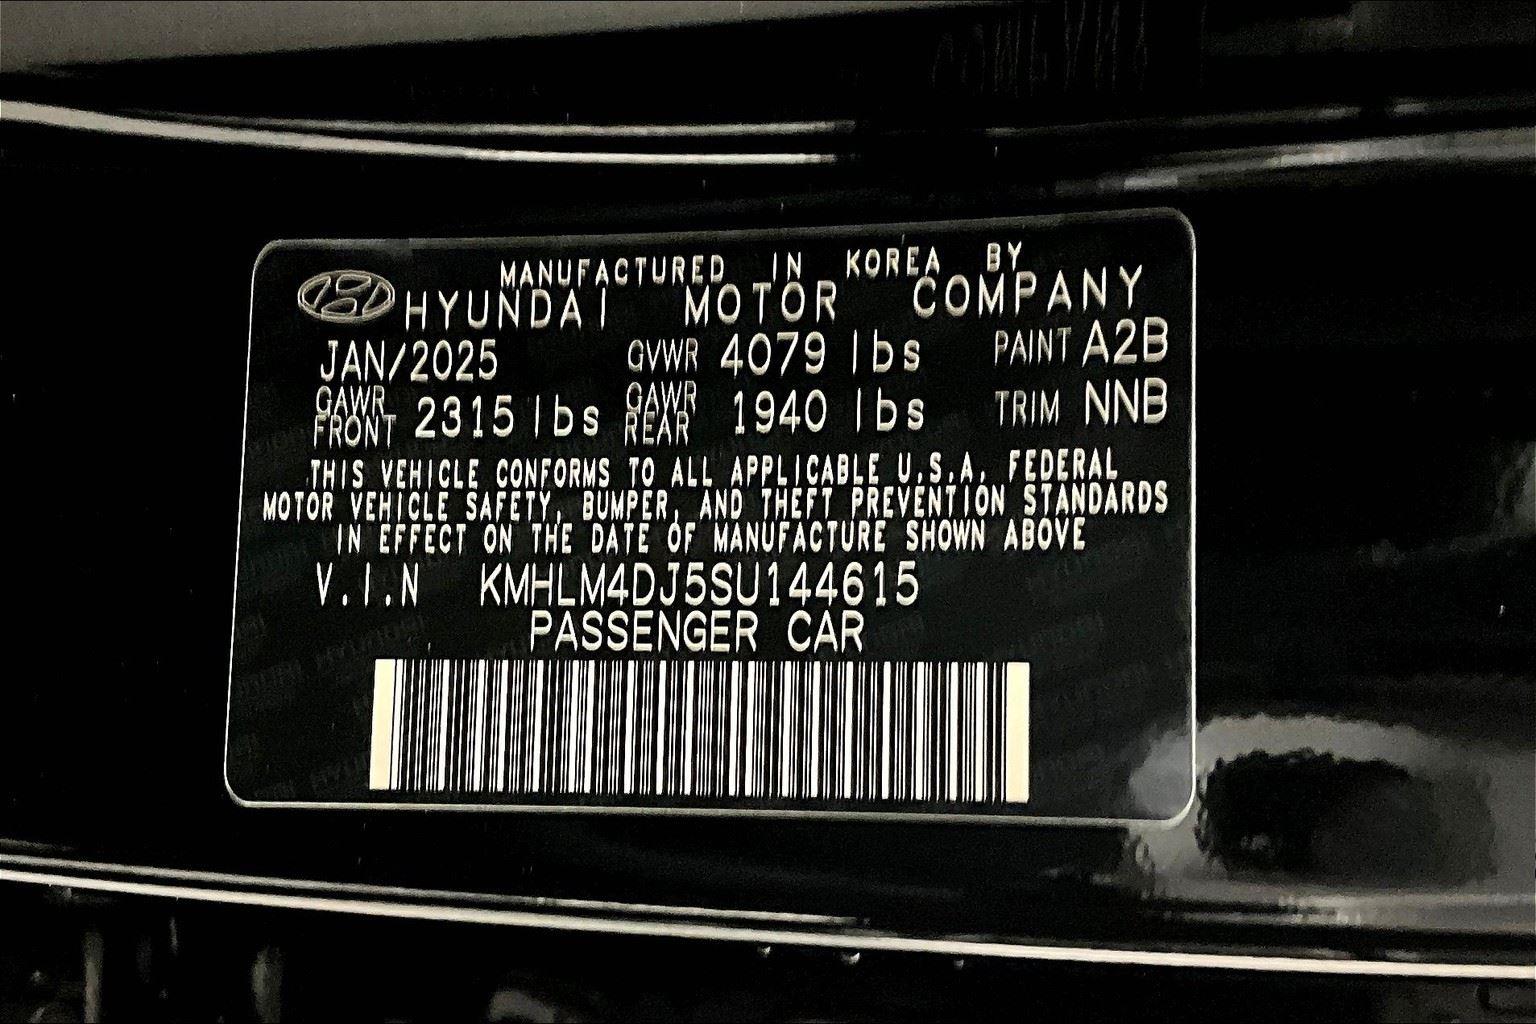 MANUFACTURED IN KOREA BY
HYUNDAI MOTOR COMPANY
JAN/2025 GVWR 4079 lbs PAINT A2B
GAWR FRONT 2315 lbs GAWR REAR 1940 lbs TRIM NNB
THIS VEHICLE CONFORMS TO ALL APPLICABLE U.S.A. FEDERAL
MOTOR VEHICLE SAFETY, BUMPER, AND THEFT PREVENTION STANDARDS
IN EFFECT ON THE DATE OF MANUFACTURE SHOWN ABOVE
V.I.N KMHLM4DJ5SU144615
PASSENGER CAR